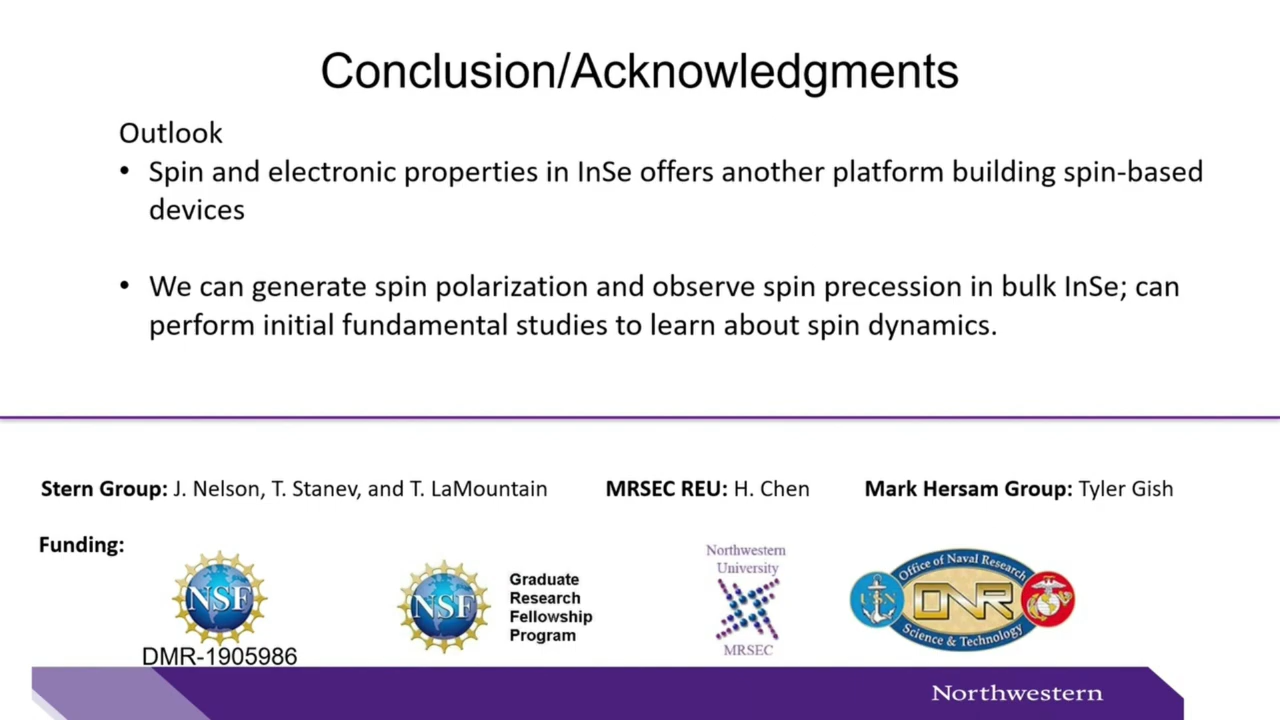 Conclusion/Acknowledgments
Outlook
• Spin and electronic properties in InSe offers another platform building spin-based
devices
• We can generate spin polarization and observe spin precession in bulk InSe; can
perform initial fundamental studies to learn about spin dynamics.
Stern Group: J. Nelson, T. Stanev, and T. LaMountain
MRSEC REU: H. Chen
Mark Hersam Group: Tyler Gish
Funding:
NSF
DMR-1905986
NSF
Graduate
Research
Fellowship
Program
Northwestern
University
MRSEC
Office of Naval Research
USN
ONR
Science & Technology
Northwestern